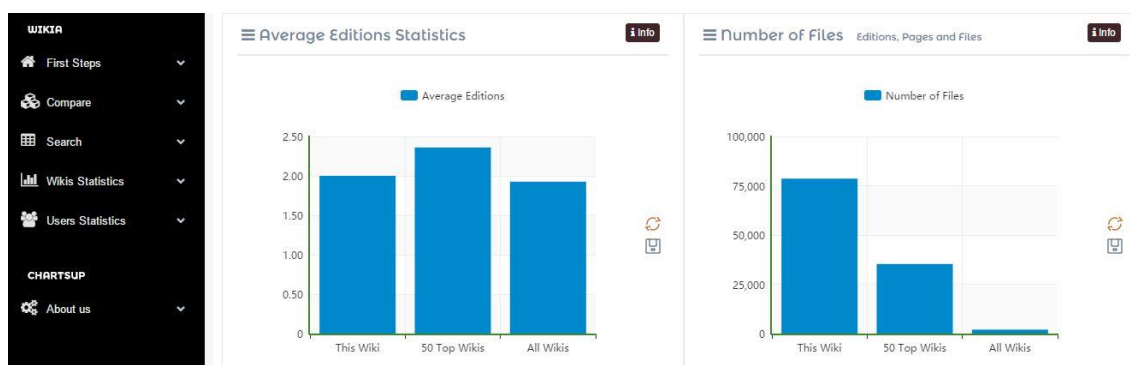 WIKIA
First Steps
Compare
Search
Wikis Statistics
Users Statistics
CHARTSUP
About us
Average Editions Statistics
i Info
Average Editions
2.50
2.00
1.50
1.00
0.50
0
This Wiki 50 Top Wikis All Wikis
Number of Files Editions, Pages and Files
i Info
Number of Files
100,000
75,000
50,000
25,000
0
This Wiki 50 Top Wikis All Wikis